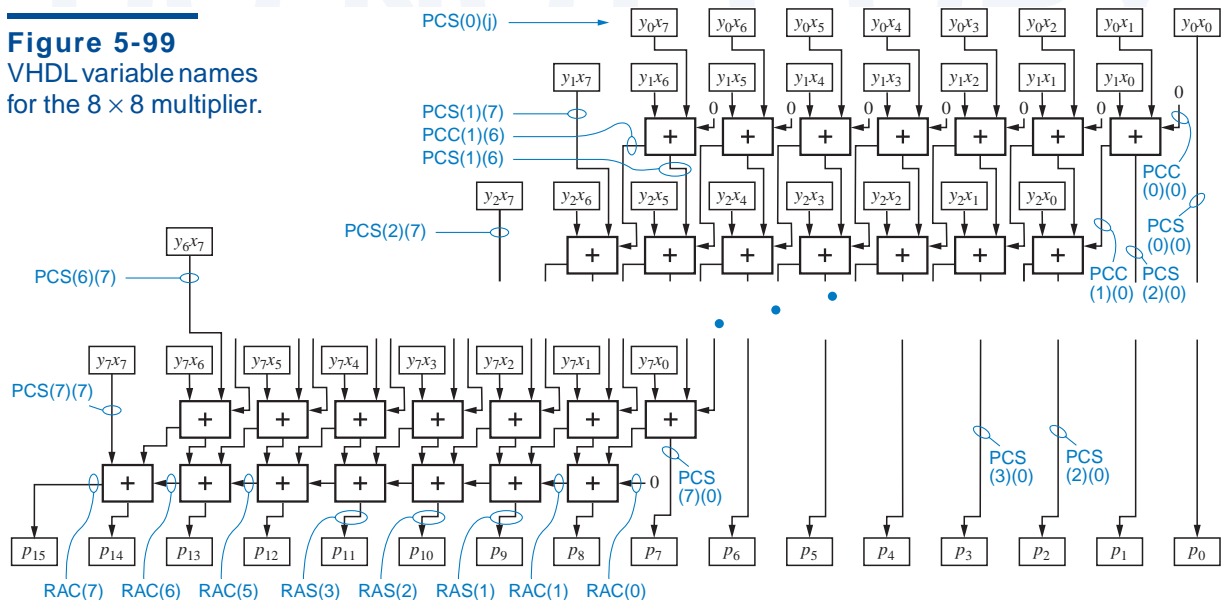 Figure 5-99
VHDL variable names
for the 8 × 8 multiplier.
PCS(0)(j)
y0x7 y0x6 y0x5 y0x4 y0x3 y0x2 y0x1 y0x0
y1x7 y1x6 y1x5 y1x4 y1x3 y1x2 y1x1 y1x0
0 0 0 0 0 0 0
PCS(1)(7)
PCC(1)(6)
PCS(1)(6)
+ + + + + + +
PCC
(0)(0)
y2x7 y2x6 y2x5 y2x4 y2x3 y2x2 y2x1 y2x0
PCS(2)(7)
PCS
(0)(0)
+ + + + + + +
PCC
(1)(0)
PCS
(2)(0)
y6x7
PCS(6)(7)
y7x7 y7x6 y7x5 y7x4 y7x3 y7x2 y7x1 y7x0
PCS(7)(7)
+ + + + + + +
PCS
(3)(0)
PCS
(2)(0)
+ + + + + + + 0
PCS
(7)(0)
p15 p14 p13 p12 p11 p10 p9 p8 p7 p6 p5 p4 p3 p2 p1 p0
RAC(7) RAC(6) RAC(5) RAS(3) RAS(2) RAS(1) RAC(1) RAC(0)